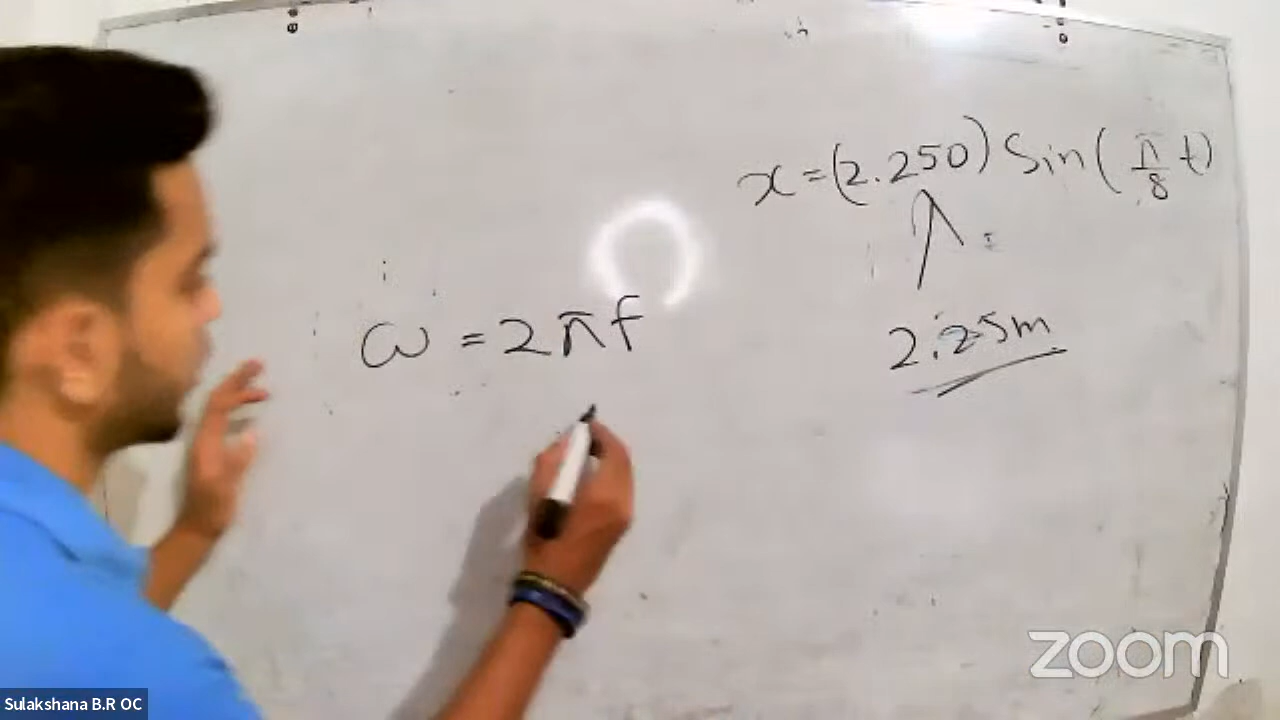 x = (2.250) Sin ( π/8 t)
2.25m
ω = 2πf
zoom
Sulakshana B.R OC